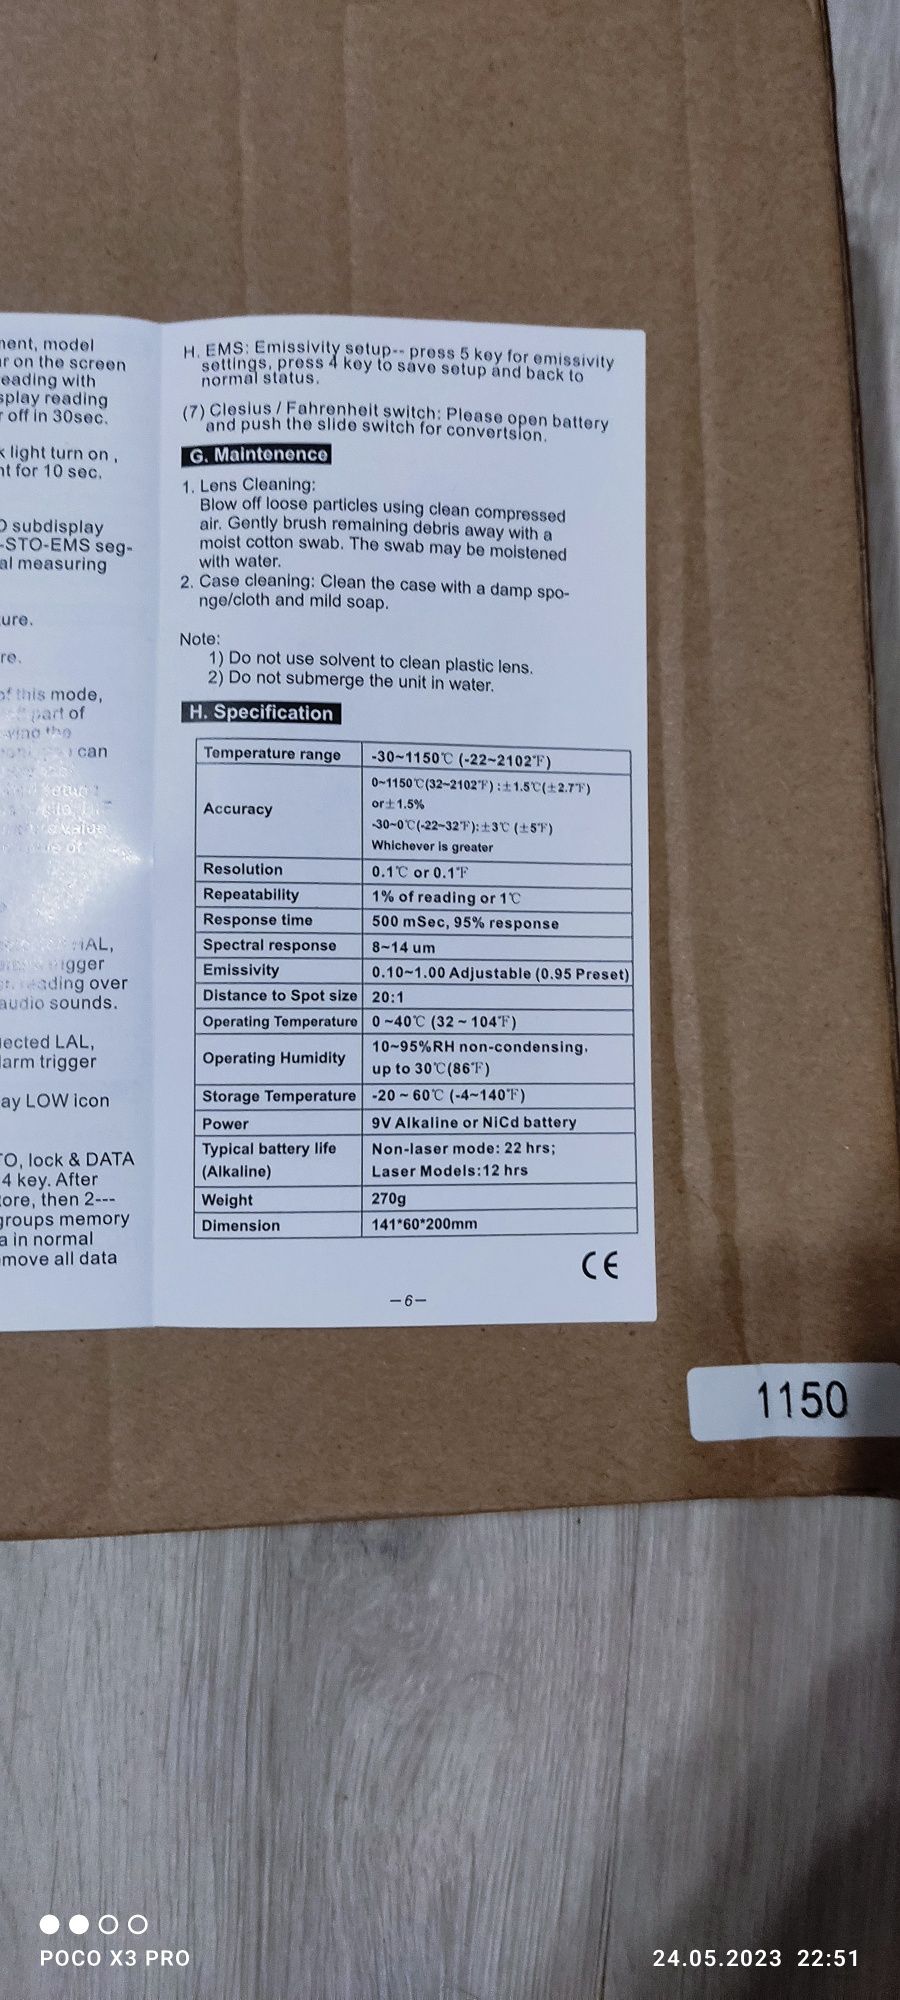 ment, model
r on the screen
eading with
splay reading
r off in 30sec.
light turn on ,
nt for 10 sec.
subdisplay
-STO-EMS seg-
al measuring
ure.
re.
of this mode,
part of
can
HAL,
igger
reading over
audio sounds.
ected LAL,
larm trigger
ay LOW icon
TO, lock & DATA
4 key. After
ore, then 2---
groups memory
a in normal
move all data
H. EMS: Emissivity setup-- press 5 key for emissivity
settings, press 4 key to save setup and back to
normal status.
(7) Clesius / Fahrenheit switch: Please open battery
and push the slide switch for convertsion.
G. Maintenence
1. Lens Cleaning:
Blow off loose particles using clean compressed
air. Gently brush remaining debris away with a
moist cotton swab. The swab may be moistened
with water.
2. Case cleaning: Clean the case with a damp spo-
nge/cloth and mild soap.
Note:
1) Do not use solvent to clean plastic lens.
2) Do not submerge the unit in water.
H. Specification
Temperature range -30~1150℃ (-22~2102℉)
Accuracy
0~1150℃(32~2102℉) :±1.5℃(±2.7℉)
or±1.5%
-30~0℃(-22~32℉):±3℃ (±5℉)
Whichever is greater
Resolution 0.1℃ or 0.1℉
Repeatability 1% of reading or 1℃
Response time 500 mSec, 95% response
Spectral response 8~14 um
Emissivity 0.10~1.00 Adjustable (0.95 Preset)
Distance to Spot size 20:1
Operating Temperature 0 ~40℃ (32 ~ 104℉)
Operating Humidity 10~95%RH non-condensing,
up to 30℃(86℉)
Storage Temperature -20 ~ 60℃ (-4~140℉)
Power 9V Alkaline or NiCd battery
Typical battery life Non-laser mode: 22 hrs;
(Alkaline) Laser Models:12 hrs
Weight 270g
Dimension 141*60*200mm
CE
—6—
1150
POCO X3 PRO
24.05.2023 22:51